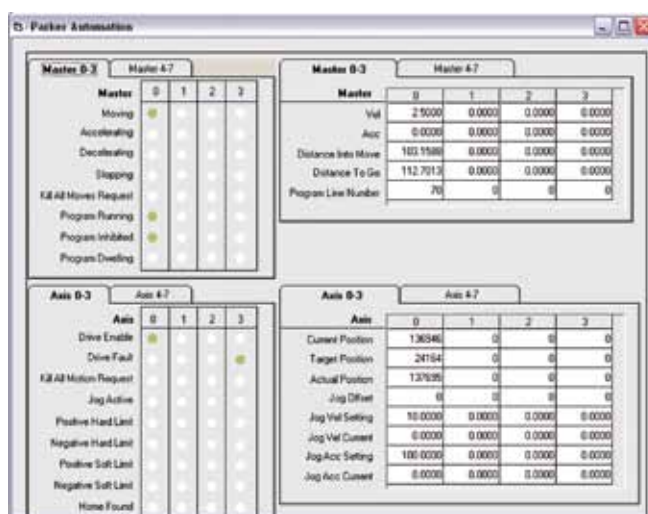 Parker Automation
Master 0-3 Master 4-7
Master 0 1 2 3
Moving
Accelerating
Decelerating
Stopping
Kill All Moves Request
Program Running
Program Inhibited
Program Dwelling
Master 0-3 Master 4-7
Master 0 1 2 3
Vel 2.5000 0.0000 0.0000 0.0000
Acc 0.0000 0.0000 0.0000 0.0000
Distance Into Move 103.1588 0.0000 0.0000 0.0000
Distance To Go 112.7013 0.0000 0.0000 0.0000
Program Line Number 70 0 0 0
Axis 0-3 Axis 4-7
Axis 0 1 2 3
Drive Enable
Drive Fault
Kill All Motion Request
Jog Active
Positive Hard Limit
Negative Hard Limit
Positive Soft Limit
Negative Soft Limit
Home Found
Axis 0-3 Axis 4-7
Axis 0 1 2 3
Current Position 136946 0 0 0
Target Position 24164 0 0 0
Actual Position 137695 0 0 0
Jog Offset 0 0 0 0
Jog Vel Setting 10.0000 0.0000 0.0000 0.0000
Jog Vel Current 0.0000 0.0000 0.0000 0.0000
Jog Acc Setting 100.0000 0.0000 0.0000 0.0000
Jog Acc Current 0.0000 0.0000 0.0000 0.0000